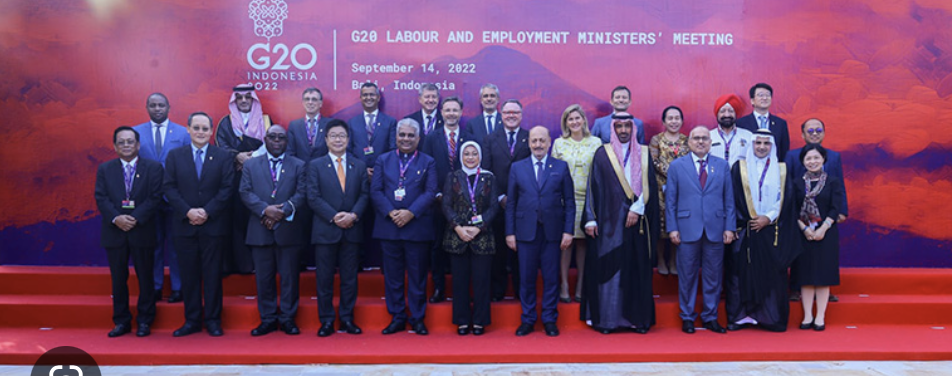 G20
INDONESIA
2022
G20 LABOUR AND EMPLOYMENT MINISTERS' MEETING
September 14, 2022
Bali, Indonesia